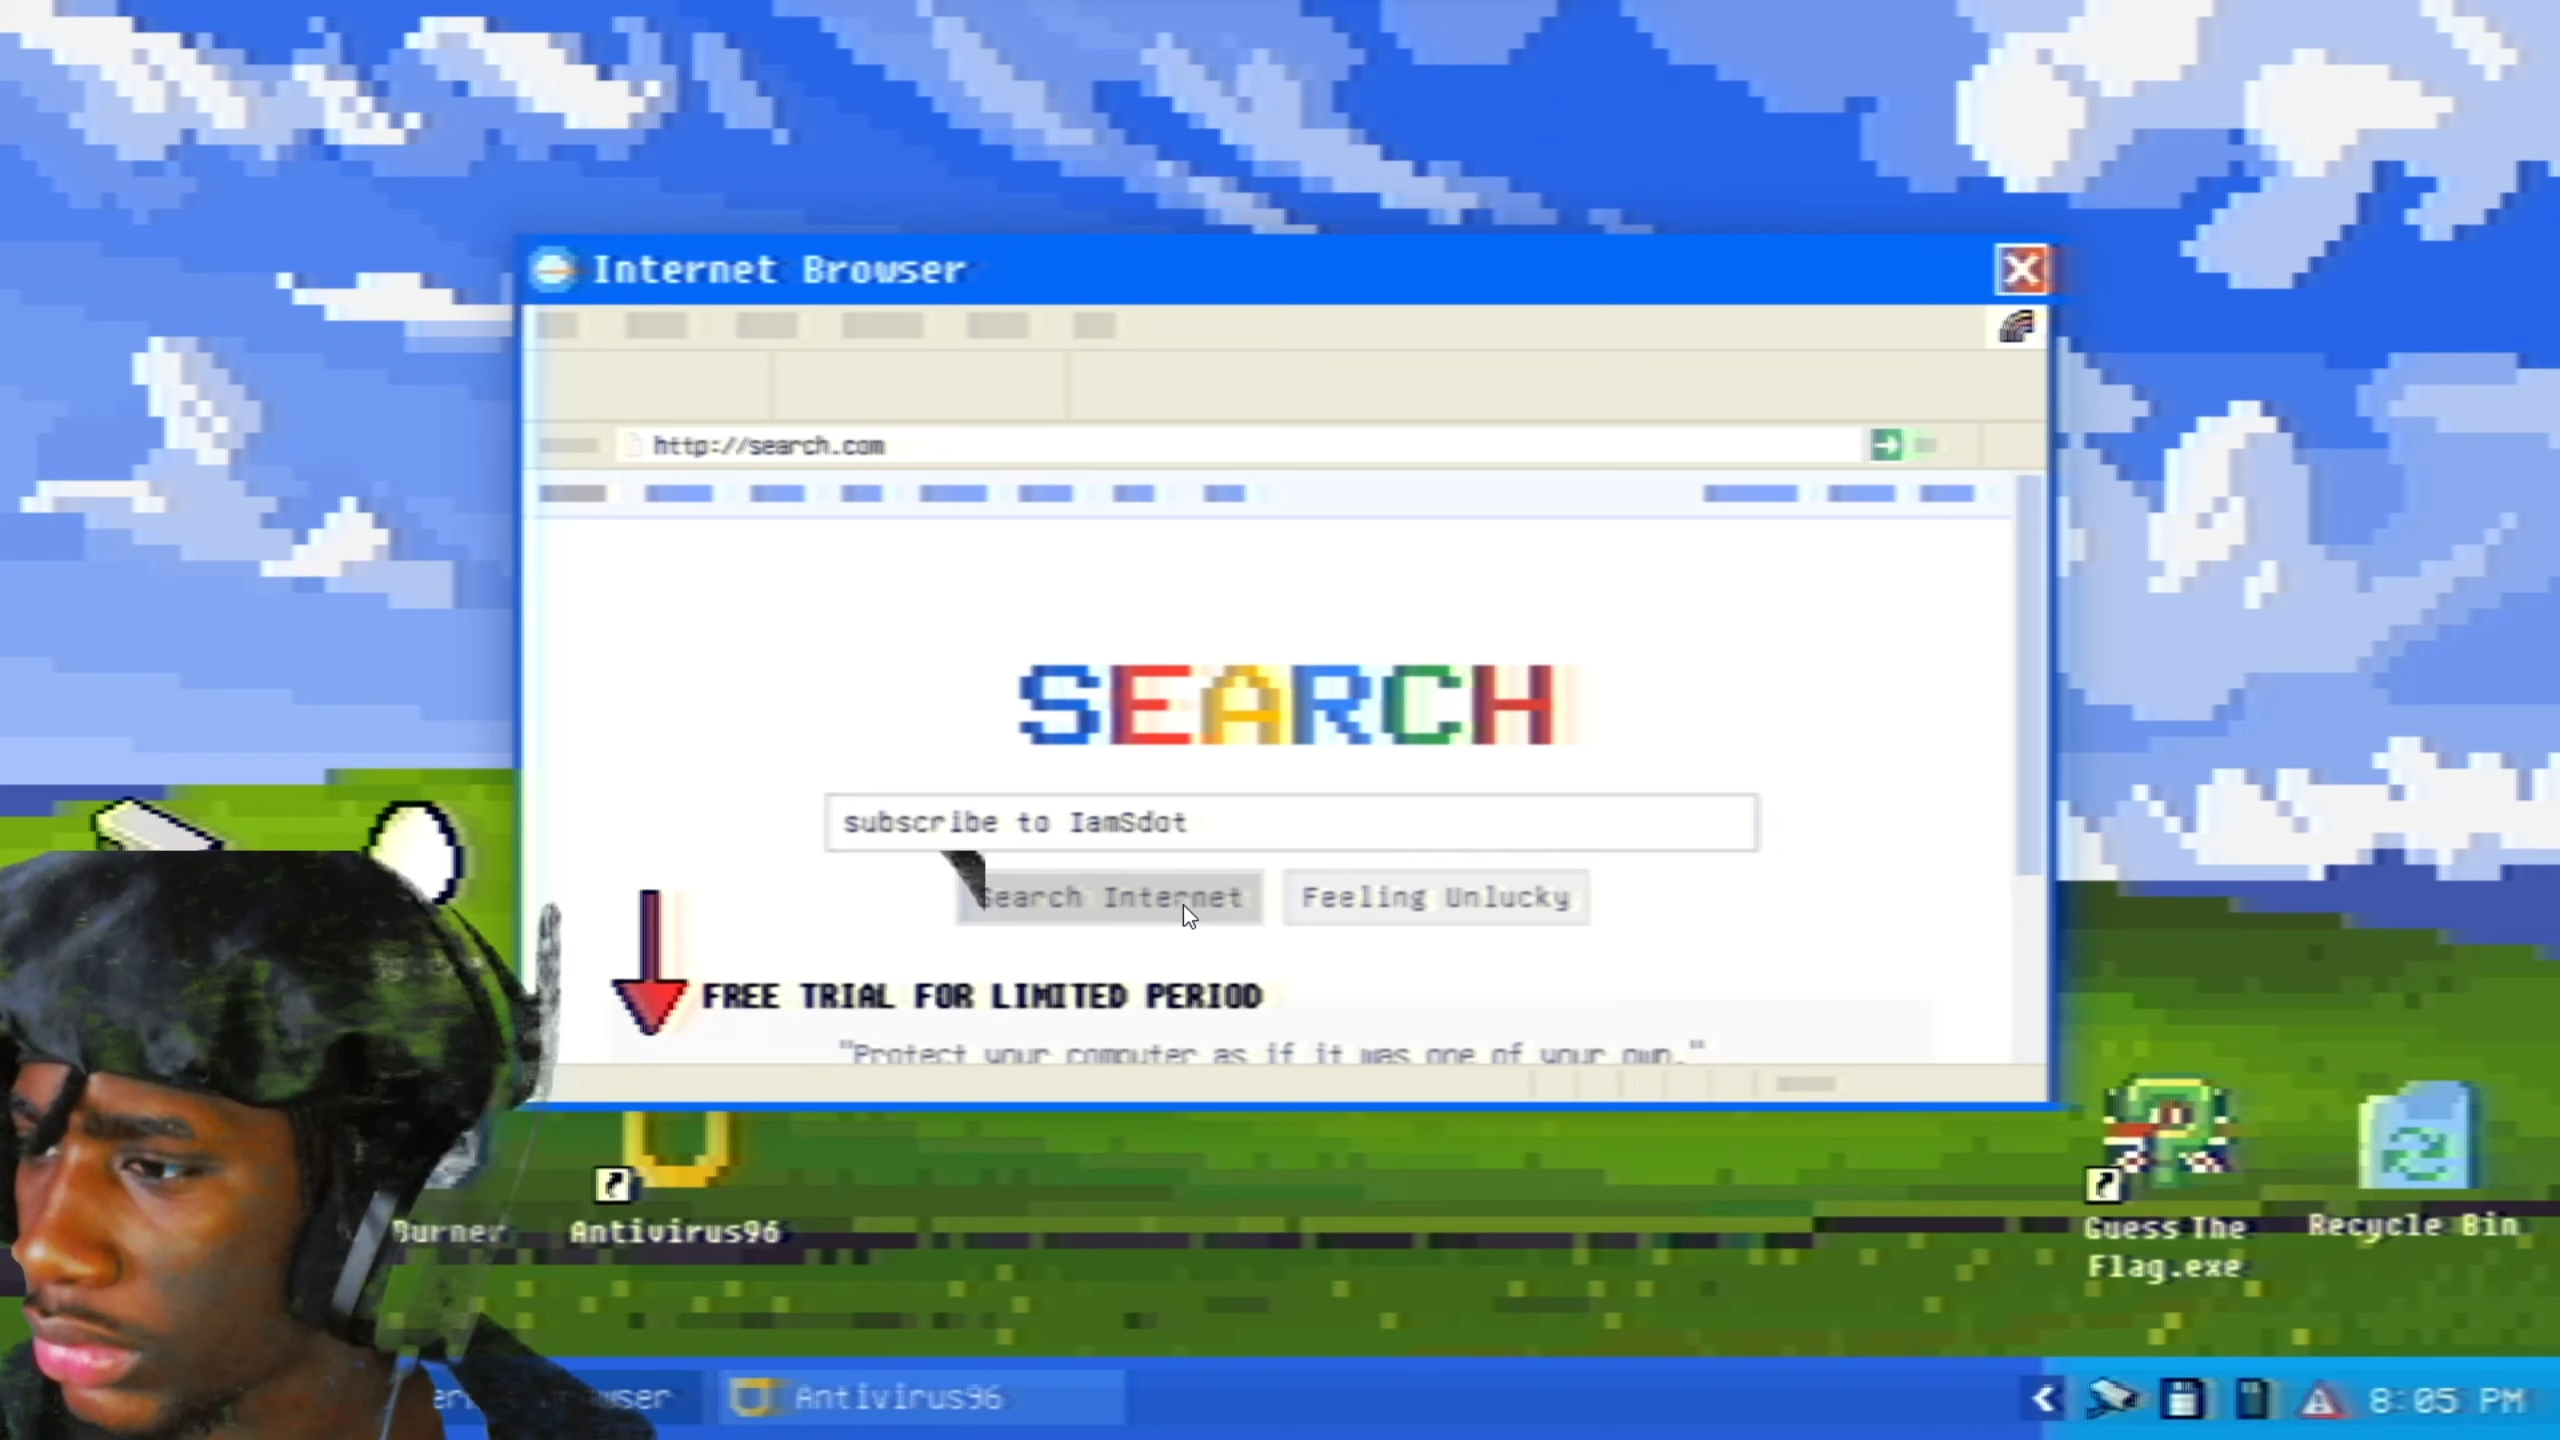 Internet Browser
http://search.com
SEARCH
subscribe to IamSdot
Search Internet
Feeling Unlucky
FREE TRIAL FOR LIMITED PERIOD
"Protect your computer as if it was one of your own."
Burner
Antivirus96
Guess The
Flag.exe
Recycle Bin
Antivirus96
8:05 PM